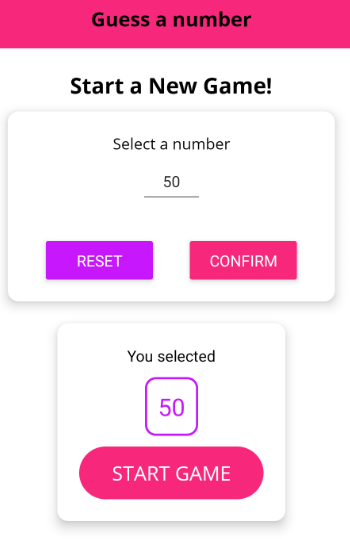 Guess a number
Start a New Game!
Select a number
50
RESET CONFIRM
You selected
50
START GAME